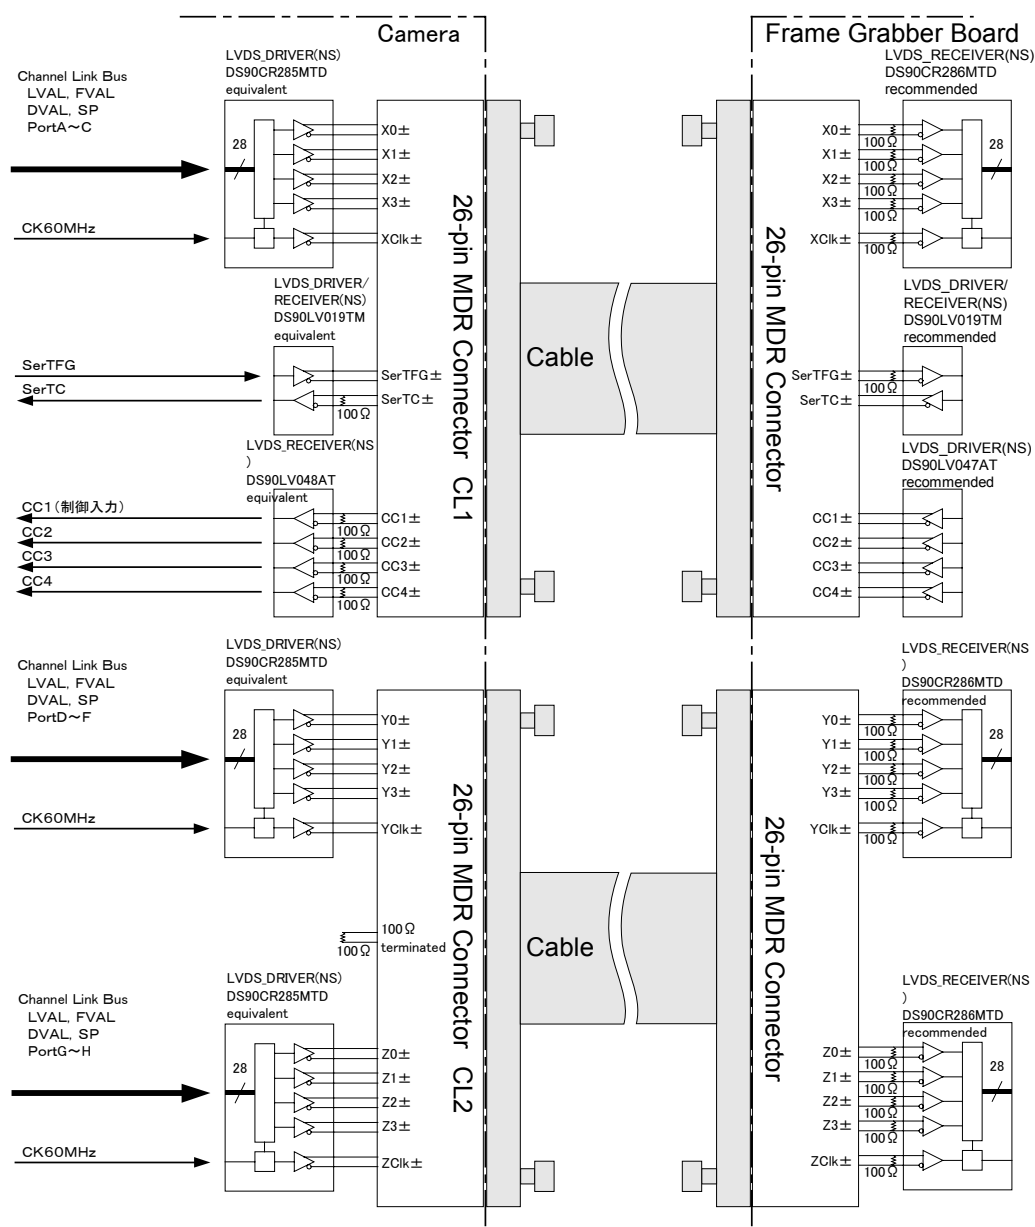 Camera
Frame Grabber Board
LVDS_DRIVER(NS)
DS90CR285MTD
equivalent
LVDS_RECEIVER(NS)
DS90CR286MTD
recommended
Channel Link Bus
LVAL, FVAL
DVAL, SP
PortA～C
28
X0±
X1±
X2±
X3±
XClk±
CK60MHz
26-pin MDR Connector CL1
X0±
100Ω
X1±
100Ω
X2±
100Ω
X3±
100Ω
XClk±
100Ω
28
26-pin MDR Connector
LVDS_DRIVER/
RECEIVER(NS)
DS90LV019TM
equivalent
LVDS_DRIVER/
RECEIVER(NS)
DS90LV019TM
recommended
Cable
SerTFG
SerTC
SerTFG±
SerTC±
100Ω
SerTFG±
100Ω
SerTC±
LVDS_RECEIVER(NS
)
DS90LV048AT
equivalent
LVDS_DRIVER(NS)
DS90LV047AT
recommended
CC1（制御入力）
CC2
CC3
CC4
CC1±
100Ω
CC2±
100Ω
CC3±
100Ω
CC4±
100Ω
CC1±
CC2±
CC3±
CC4±
LVDS_DRIVER(NS)
DS90CR285MTD
equivalent
LVDS_RECEIVER(NS
)
DS90CR286MTD
recommended
Channel Link Bus
LVAL, FVAL
DVAL, SP
PortD～F
28
Y0±
Y1±
Y2±
Y3±
YClk±
CK60MHz
26-pin MDR Connector CL2
Y0±
100Ω
Y1±
100Ω
Y2±
100Ω
Y3±
100Ω
YClk±
100Ω
28
26-pin MDR Connector
100Ω
100Ω
terminated
Cable
LVDS_DRIVER(NS)
DS90CR285MTD
equivalent
LVDS_RECEIVER(NS
)
DS90CR286MTD
recommended
Channel Link Bus
LVAL, FVAL
DVAL, SP
PortG～H
28
Z0±
Z1±
Z2±
Z3±
ZClk±
CK60MHz
Z0±
100Ω
Z1±
100Ω
Z2±
100Ω
Z3±
100Ω
ZClk±
100Ω
28